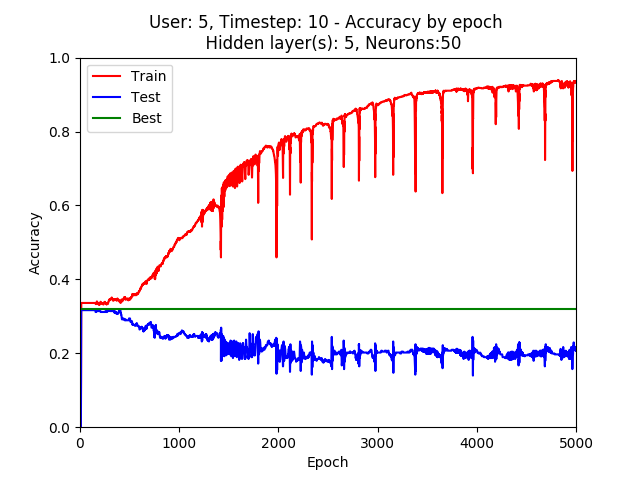 User: 5, Timestep: 10 - Accuracy by epoch
Hidden layer(s): 5, Neurons:50
1.0
0.8
0.6
0.4
0.2
0.0
Accuracy
Train
Test
Best
0 1000 2000 3000 4000 5000
Epoch